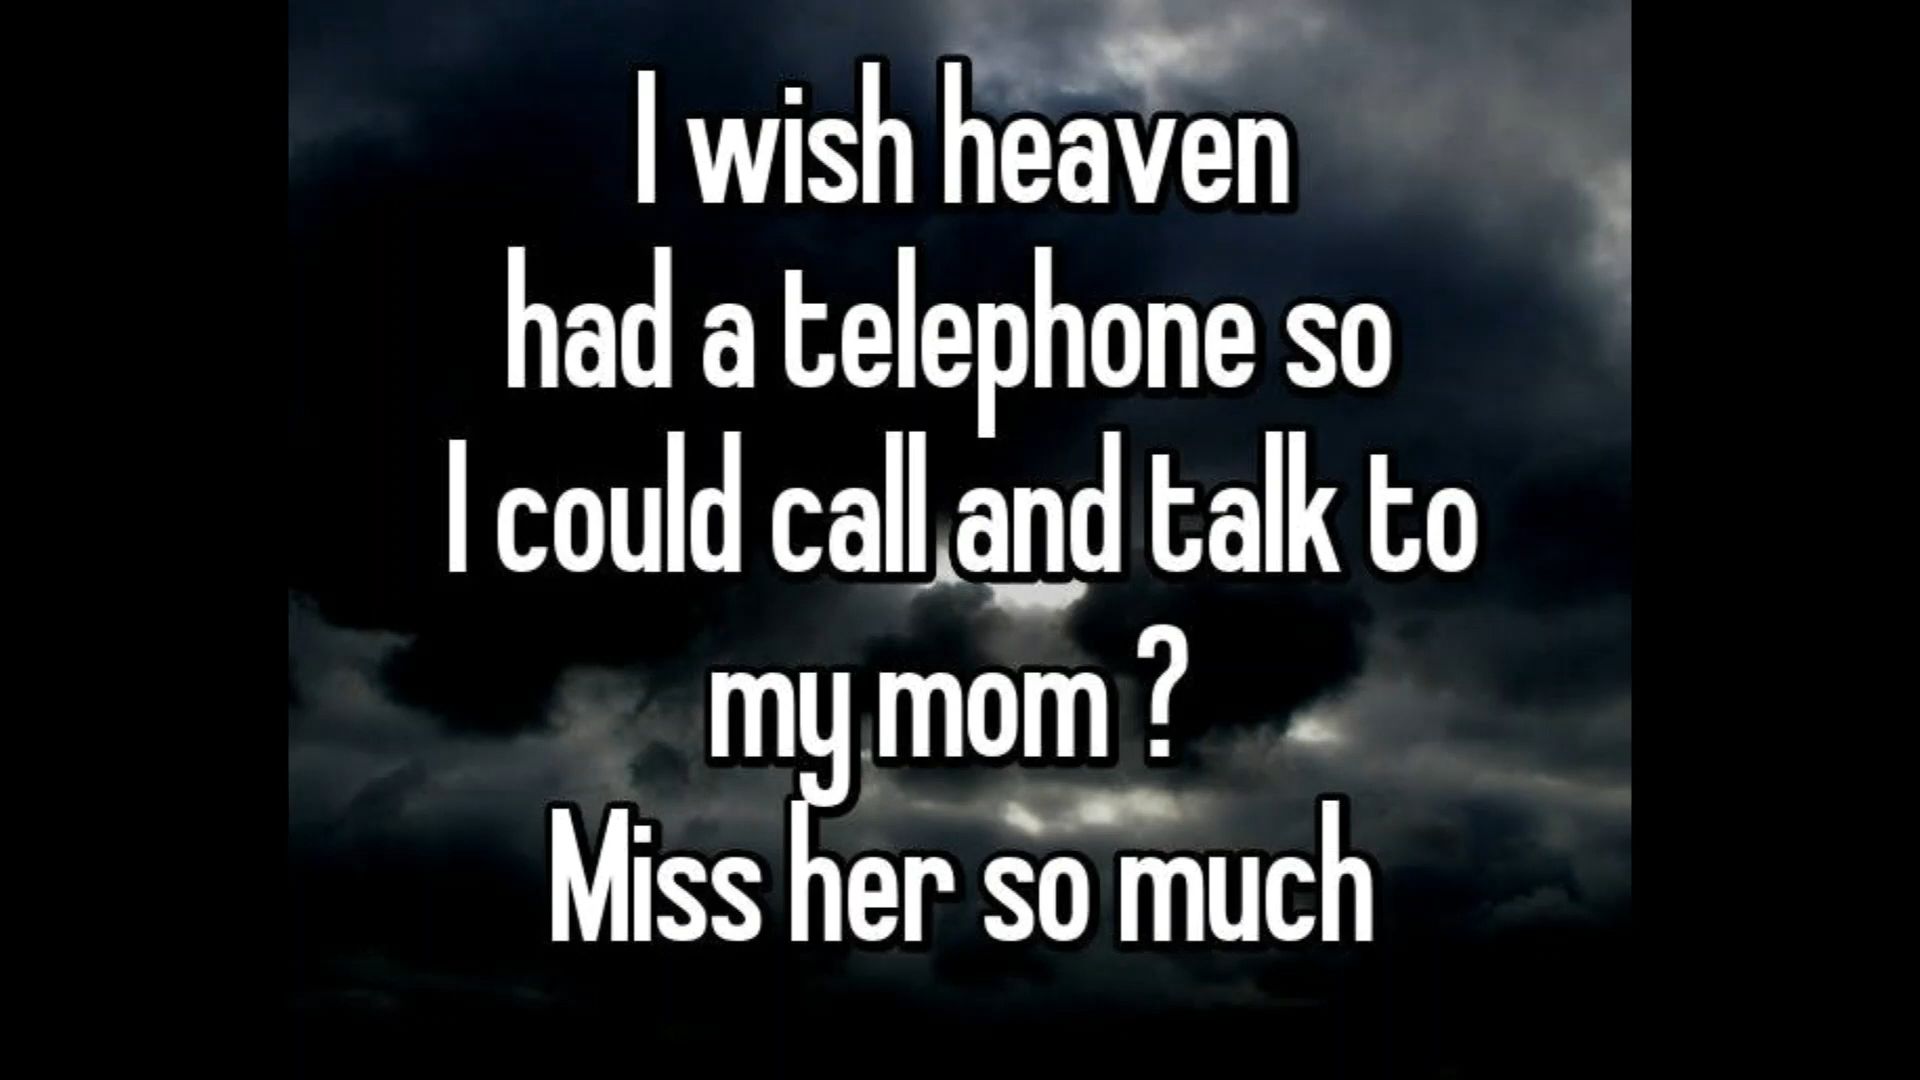 I wish heaven
had a telephone so
I could call and talk to
my mom ?
Miss her so much